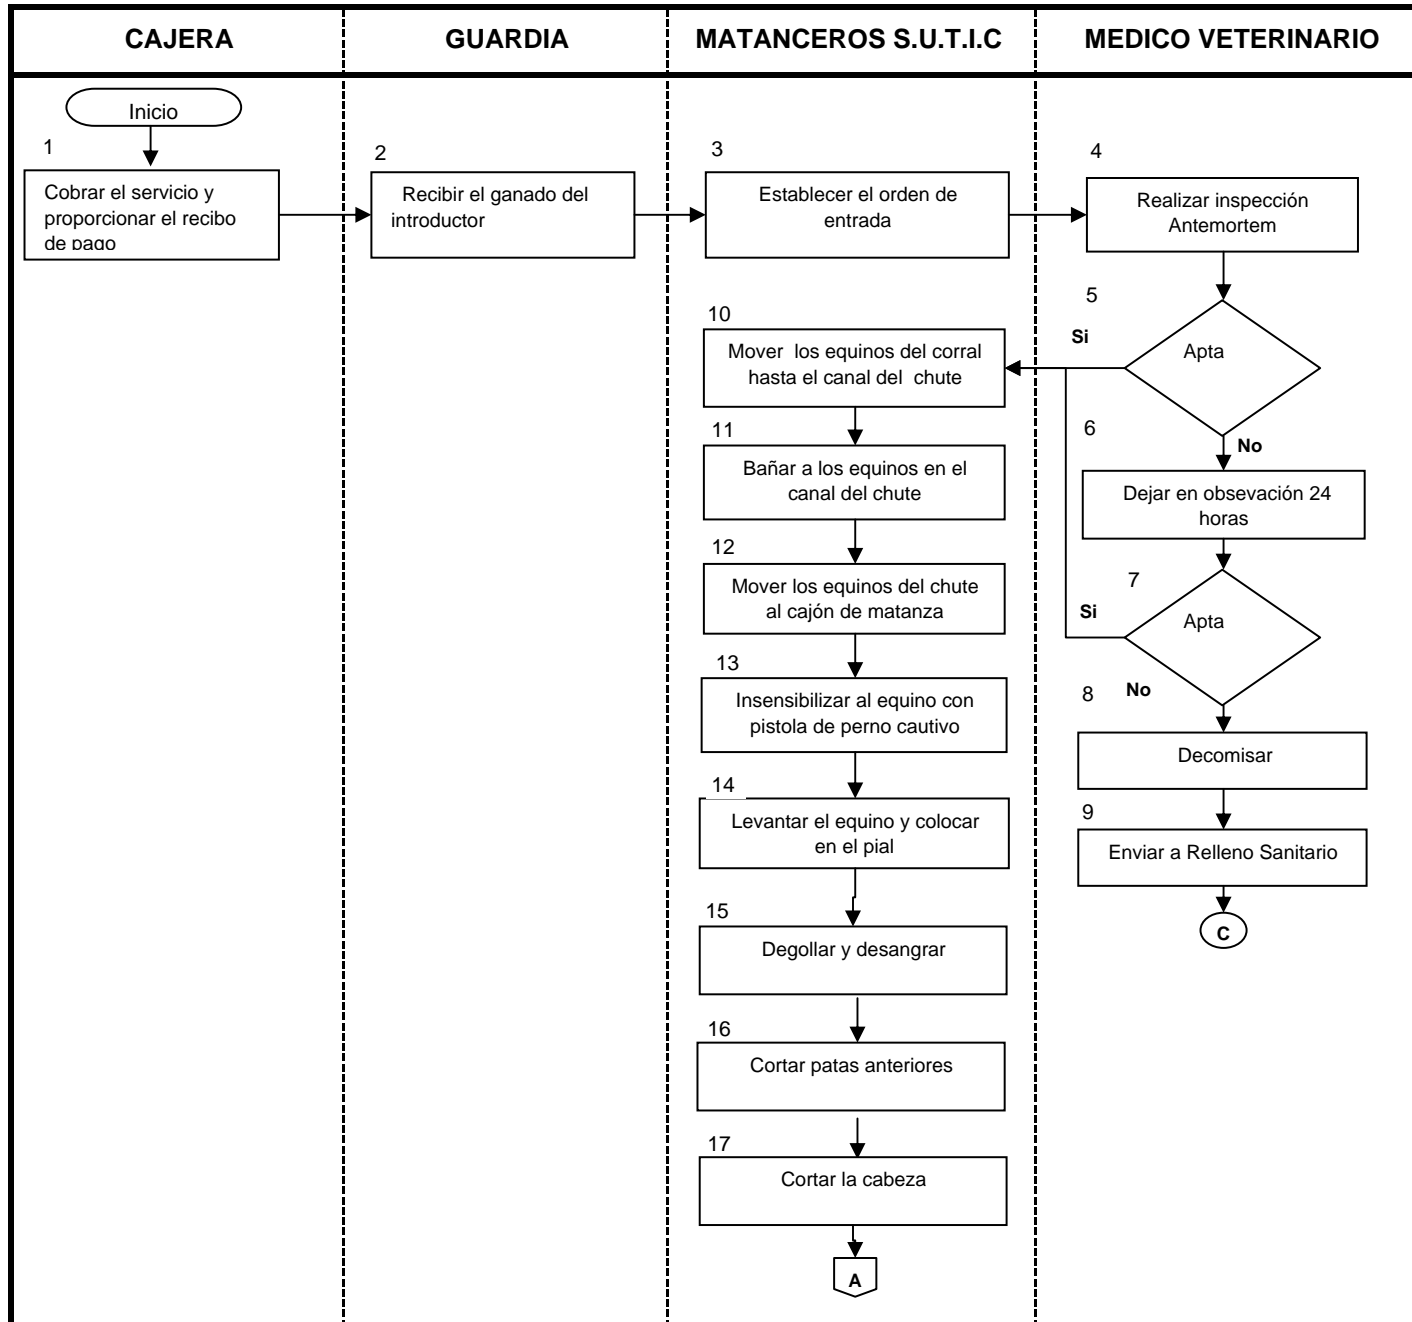 CAJERA
GUARDIA
MATANCEROS S.U.T.I.C
MEDICO VETERINARIO
Inicio
1
Cobrar el servicio y
proporcionar el recibo
de pago
2
Recibir el ganado del
introductor
3
Establecer el orden de
entrada
4
Realizar inspección
Antemortem
5
Apta
Si
No
6
Dejar en obsevación 24
horas
7
Apta
Si
No
8
Decomisar
9
Enviar a Relleno Sanitario
C
10
Mover los equinos del corral
hasta el canal del chute
11
Bañar a los equinos en el
canal del chute
12
Mover los equinos del chute
al cajón de matanza
13
Insensibilizar al equino con
pistola de perno cautivo
14
Levantar el equino y colocar
en el pial
15
Degollar y desangrar
16
Cortar patas anteriores
17
Cortar la cabeza
A